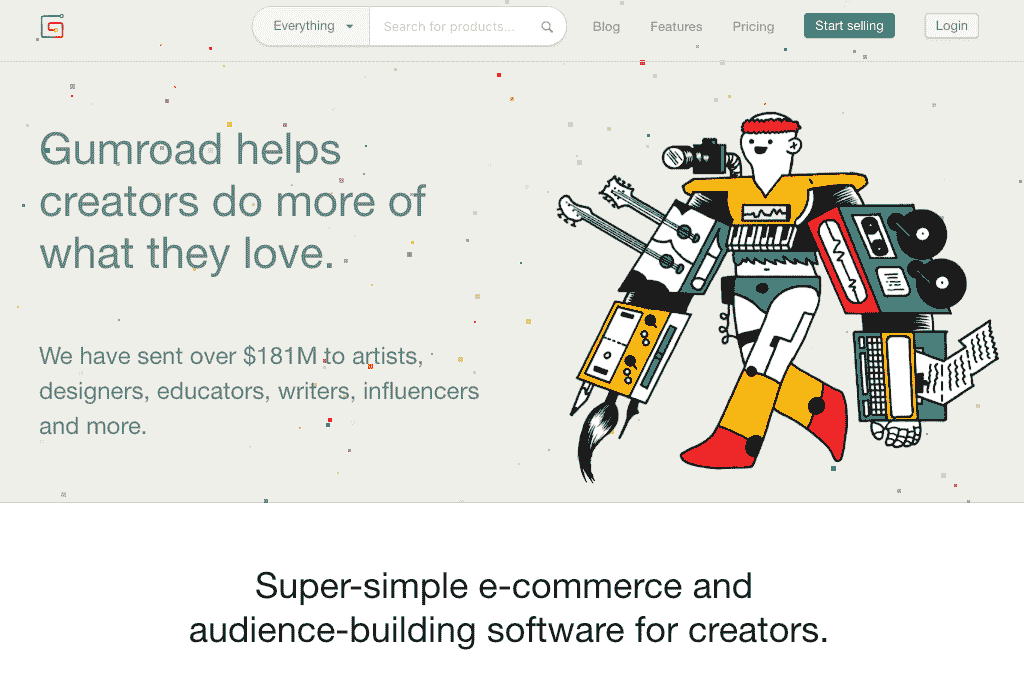 Everything
Search for products...
Blog
Features
Pricing
Start selling
Login
Gumroad helps
creators do more of
what they love.
We have sent over $181M to artists,
designers, educators, writers, influencers
and more.
Super-simple e-commerce and
audience-building software for creators.